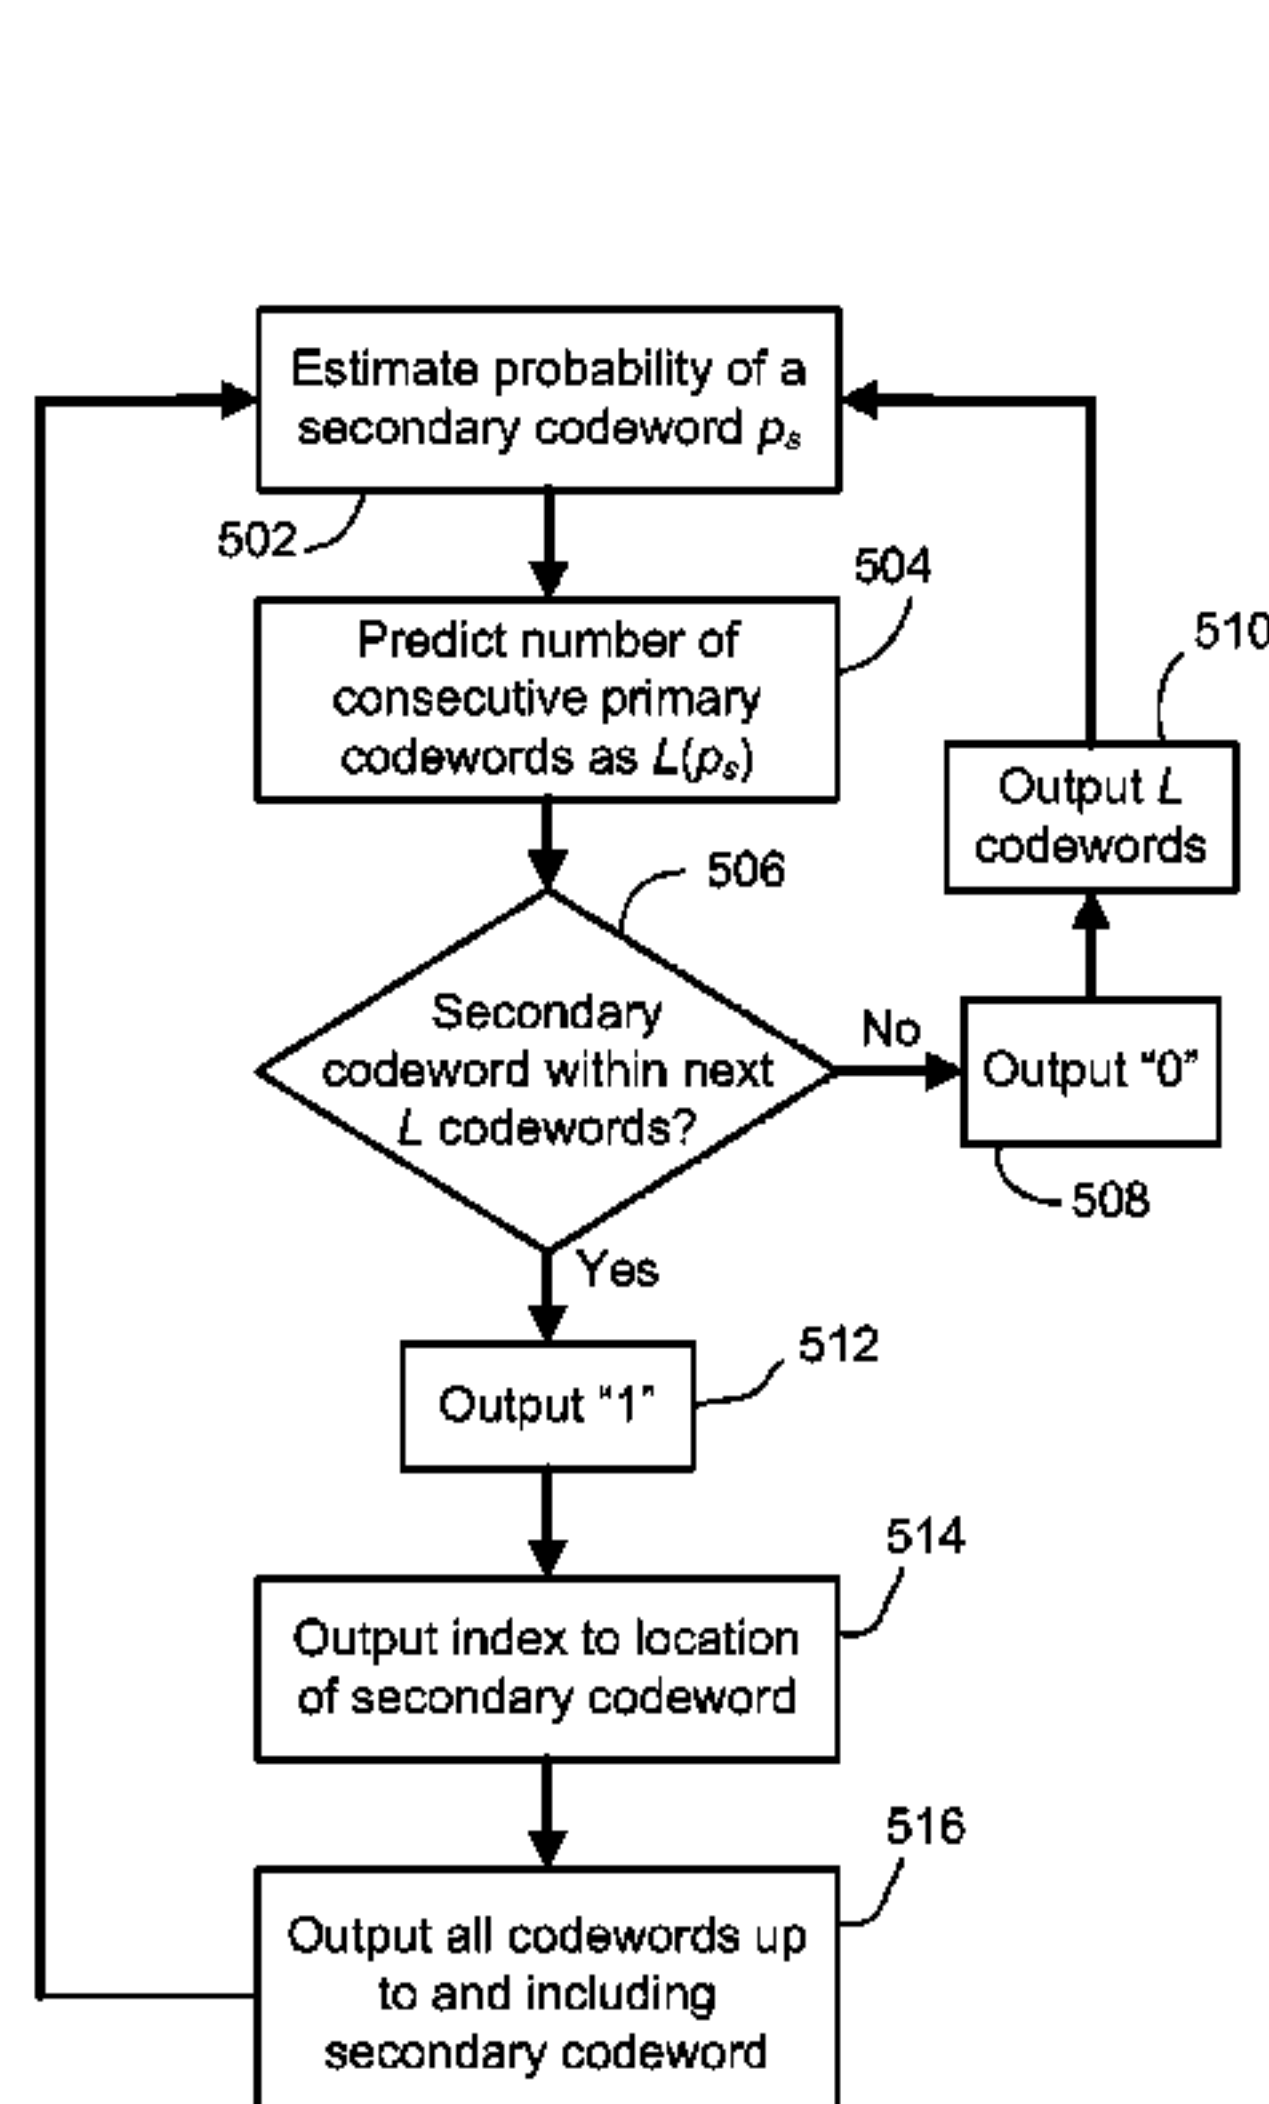 Estimate probability of a
secondary codeword pₛ
502
504
Predict number of
consecutive primary
codewords as L(pₛ)
510
Output L
codewords
506
Secondary
codeword within next
L codewords?
No
Output “0”
508
Yes
512
Output “1”
514
Output index to location
of secondary codeword
516
Output all codewords up
to and including
secondary codeword